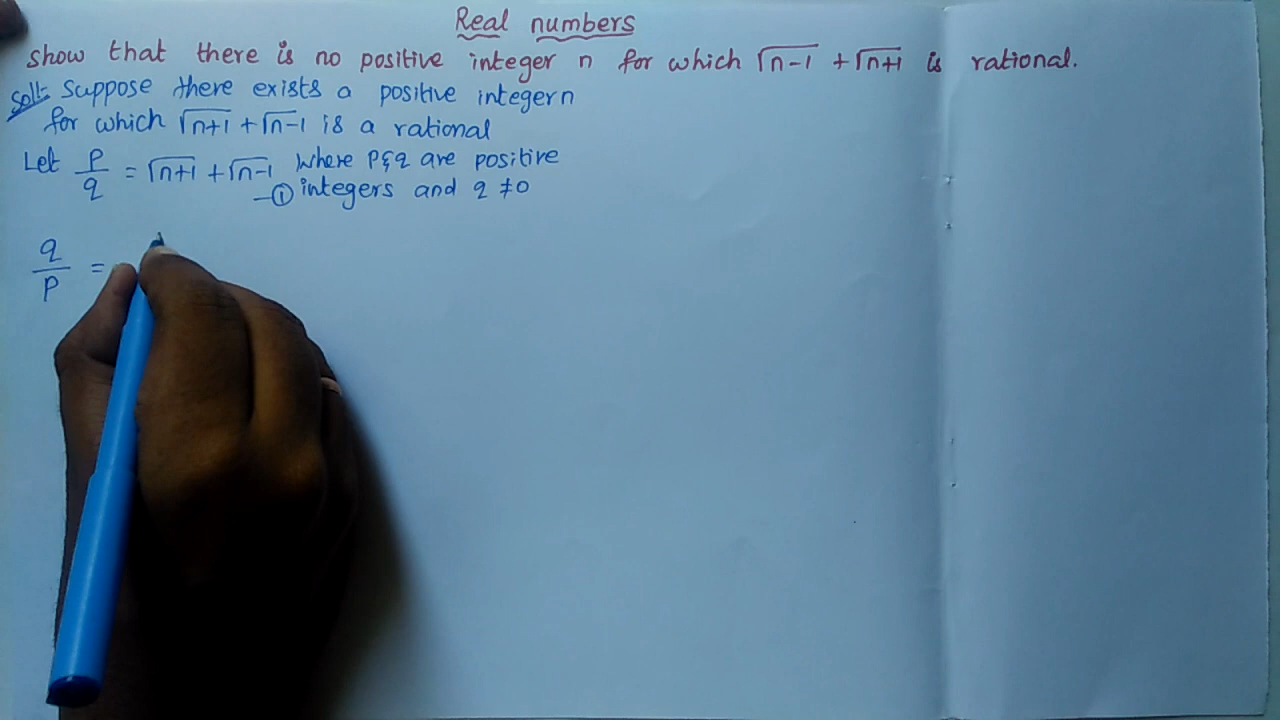 Real numbers
show that there is no positive integer n for which √n-1 + √n+1 is rational.
Sol:- Suppose there exists a positive integer n
for which √n+1 + √n-1 is a rational
Let p/q = √n+1 + √n-1 where p & q are positive
—① integers and q ≠ 0
q/p =